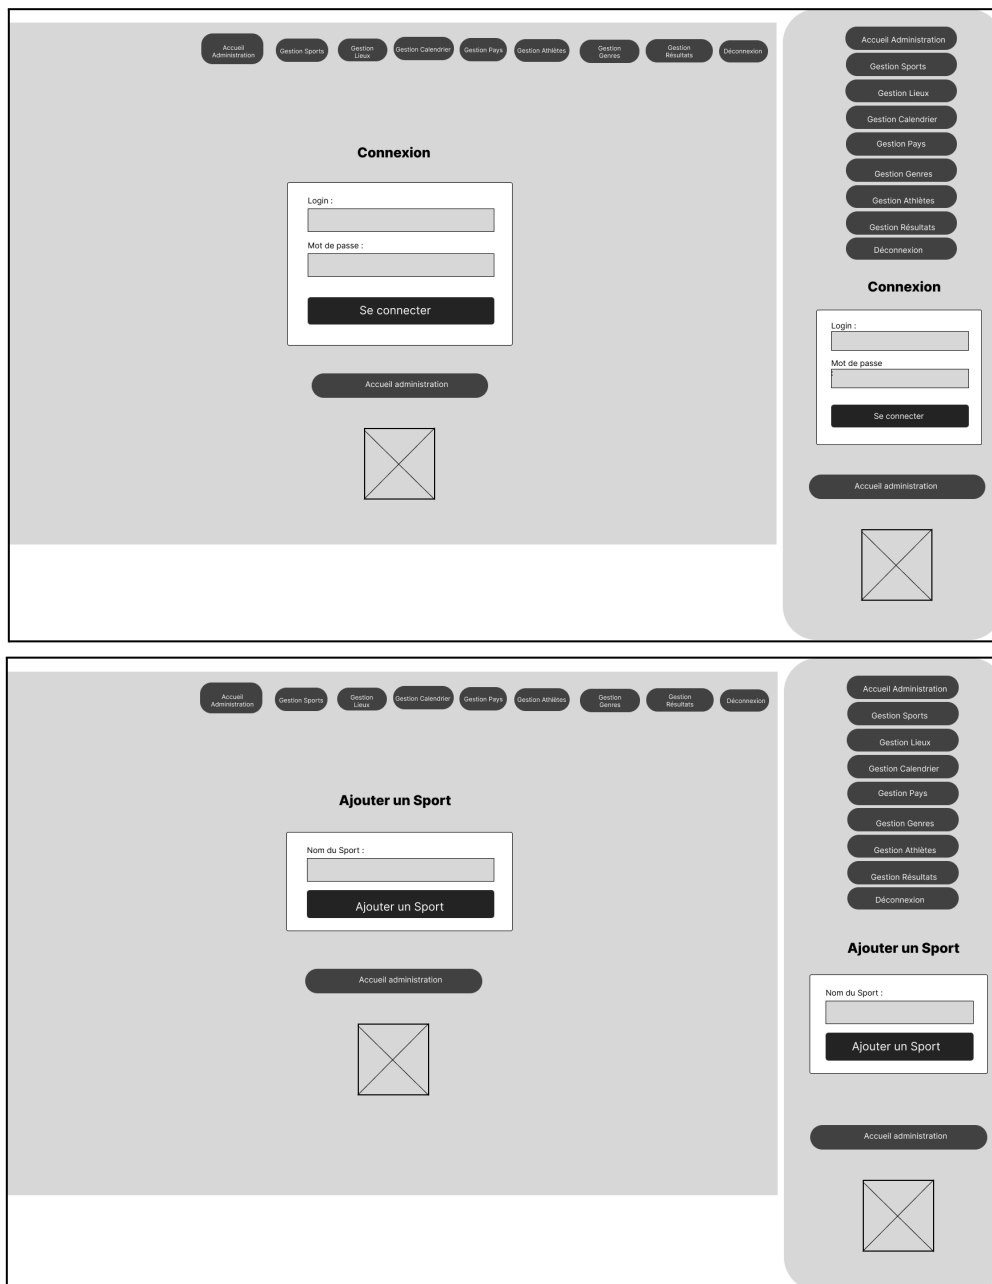 Accueil
Administration
Gestion Sports
Gestion
Lieux
Gestion Calendrier
Gestion Pays
Gestion Athlètes
Gestion
Genres
Gestion
Résultats
Déconnexion
Connexion
Login :
Mot de passe :
Se connecter
Accueil administration
Accueil Administration
Gestion Sports
Gestion Lieux
Gestion Calendrier
Gestion Pays
Gestion Genres
Gestion Athlètes
Gestion Résultats
Déconnexion
Connexion
Login :
Mot de passe
:
Se connecter
Accueil administration
Accueil
Administration
Gestion Sports
Gestion
Lieux
Gestion Calendrier
Gestion Pays
Gestion Athlètes
Gestion
Genres
Gestion
Résultats
Déconnexion
Ajouter un Sport
Nom du Sport :
Ajouter un Sport
Accueil administration
Accueil Administration
Gestion Sports
Gestion Lieux
Gestion Calendrier
Gestion Pays
Gestion Genres
Gestion Athlètes
Gestion Résultats
Déconnexion
Ajouter un Sport
Nom du Sport :
Ajouter un Sport
Accueil administration